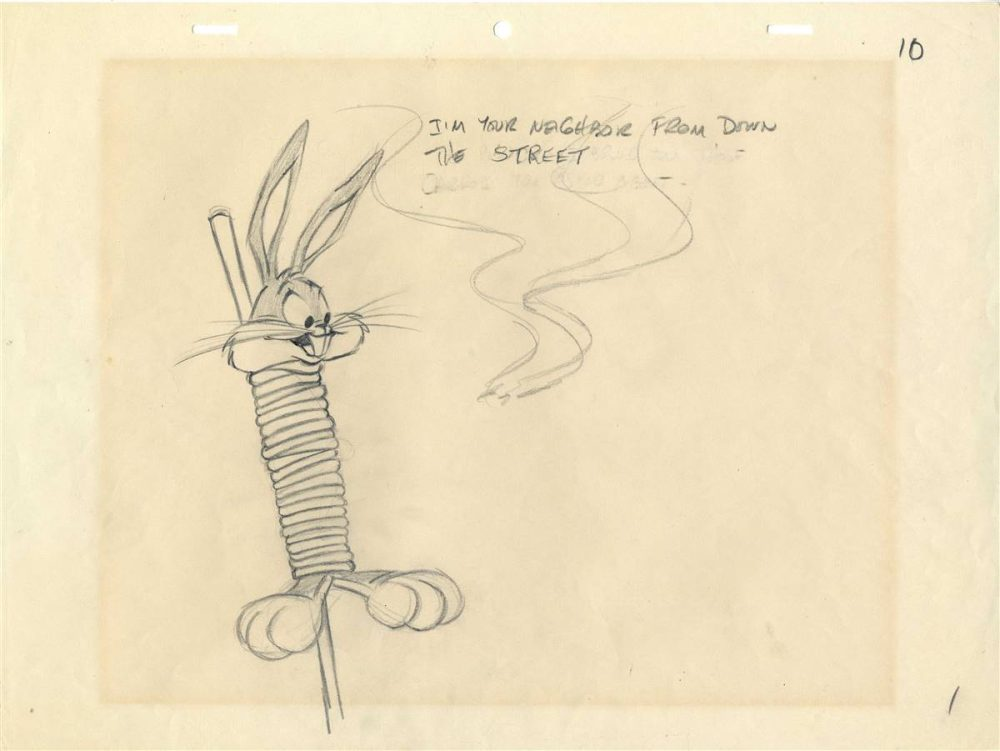 10
I'M YOUR NEIGHBOR FROM DOWN
THE STREET
1